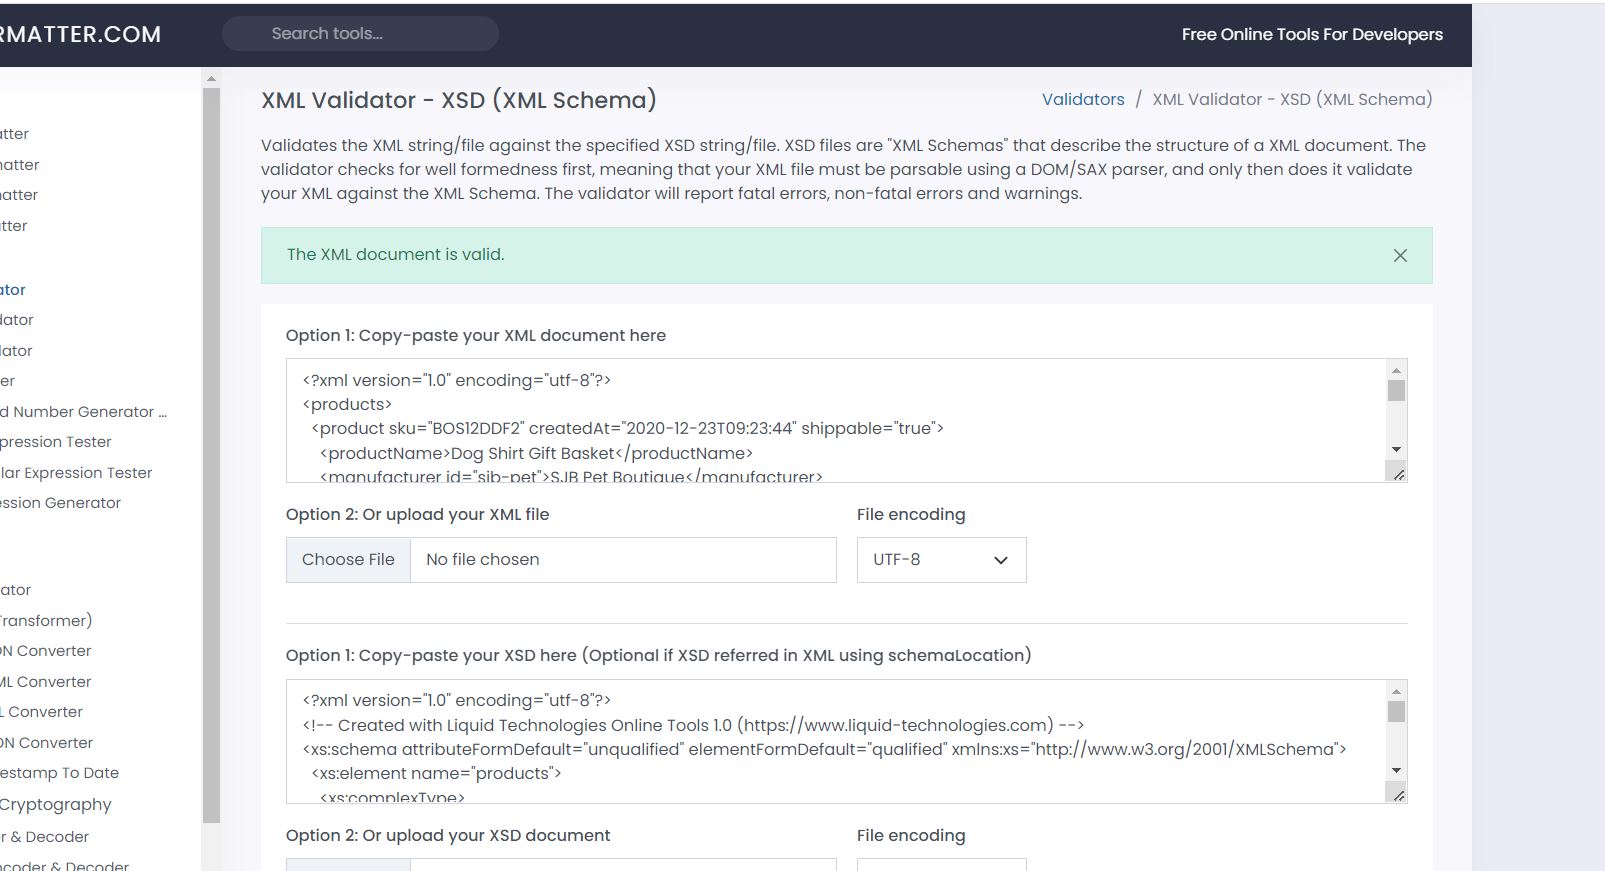 RMATTER.COM
Search tools...
Free Online Tools For Developers
XML Validator - XSD (XML Schema)
Validators / XML Validator - XSD (XML Schema)
Validates the XML string/file against the specified XSD string/file. XSD files are "XML Schemas" that describe the structure of a XML document. The
validator checks for well formedness first, meaning that your XML file must be parsable using a DOM/SAX parser, and only then does it validate
your XML against the XML Schema. The validator will report fatal errors, non-fatal errors and warnings.
The XML document is valid.
Option 1: Copy-paste your XML document here
<?xml version="1.0" encoding="utf-8"?>
<products>
<product sku="BOS12DDF2" createdAt="2020-12-23T09:23:44" shippable="true">
<productName>Dog Shirt Gift Basket</productName>
<manufacturer id="sjb-pet">SJB Pet Boutique</manufacturer>
Option 2: Or upload your XML file
File encoding
Choose File
No file chosen
UTF-8
Option 1: Copy-paste your XSD here (Optional if XSD referred in XML using schemaLocation)
<?xml version="1.0" encoding="utf-8"?>
<!-- Created with Liquid Technologies Online Tools 1.0 (https://www.liquid-technologies.com) -->
<xs:schema attributeFormDefault="unqualified" elementFormDefault="qualified" xmlns:xs="http://www.w3.org/2001/XMLSchema">
<xs:element name="products">
<xs:complexType>
Option 2: Or upload your XSD document
File encoding
atter
natter
natter
atter
ator
dator
lator
er
d Number Generator ...
pression Tester
lar Expression Tester
ession Generator
ator
Transformer)
ON Converter
ML Converter
L Converter
ON Converter
estamp To Date
Cryptography
r & Decoder
ncoder & Decoder